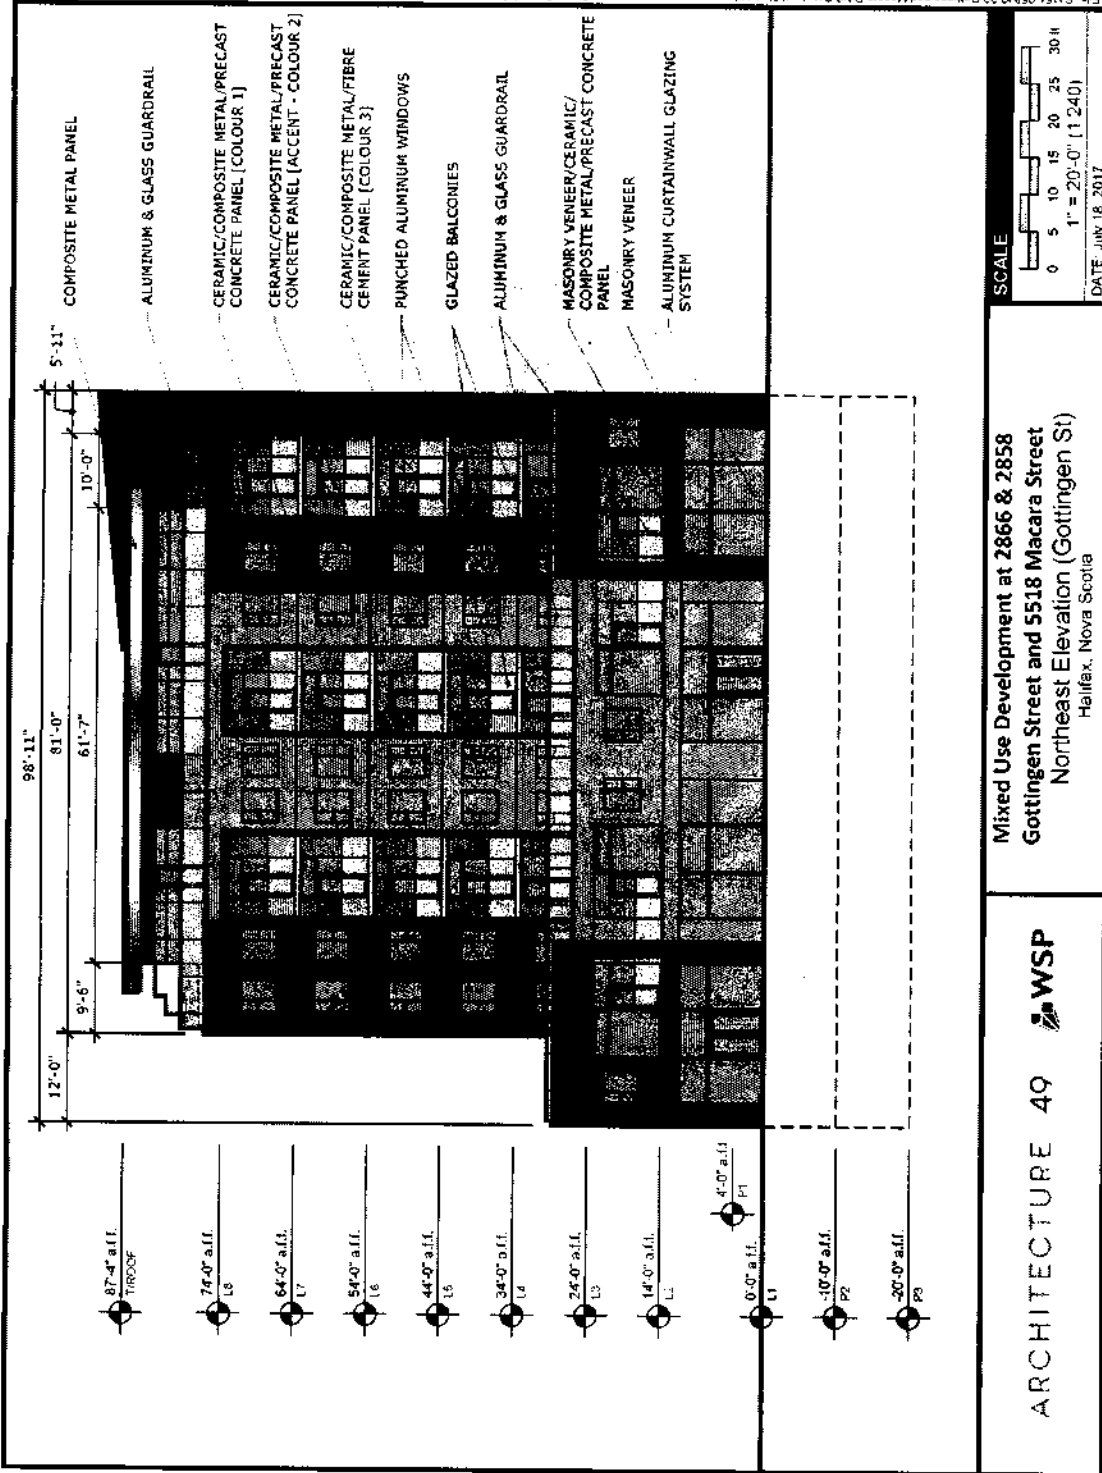 98'-11"
12'-0"
81'-0"
5'-11"
9'-6"
61'-7"
10'-0"
COMPOSITE METAL PANEL
ALUMINUM & GLASS GUARDRAIL
CERAMIC/COMPOSITE METAL/PRECAST
CONCRETE PANEL [COLOUR 1]
CERAMIC/COMPOSITE METAL/PRECAST
CONCRETE PANEL [ACCENT - COLOUR 2]
CERAMIC/COMPOSITE METAL/FIBRE
CEMENT PANEL [COLOUR 3]
PUNCHED ALUMINUM WINDOWS
GLAZED BALCONIES
ALUMINUM & GLASS GUARDRAIL
MASONRY VENEER/CERAMIC/
COMPOSITE METAL/PRECAST CONCRETE
PANEL
MASONRY VENEER
ALUMINUM CURTAINWALL GLAZING
SYSTEM
87'-4" a.f.f.
T/ROOF
74'-0" a.f.f.
L8
64'-0" a.f.f.
L7
54'-0" a.f.f.
L6
44'-0" a.f.f.
34'-0" a.f.f.
L4
24'-0" a.f.f.
L3
14'-0" a.f.f.
4'-0" a.f.f.
P1
0'-0" a.f.f.
L1
-10'-0" a.f.f.
P2
-20'-0" a.f.f.
P3
ARCHITECTURE 49
WSP
Mixed Use Development at 2866 & 2858
Gottingen Street and 5518 Macara Street
Northeast Elevation (Gottingen St)
Halifax, Nova Scotia
SCALE
0 5 10 15 20 25 30 ft
1" = 20'-0" (1:240)
DATE: July 18, 2017